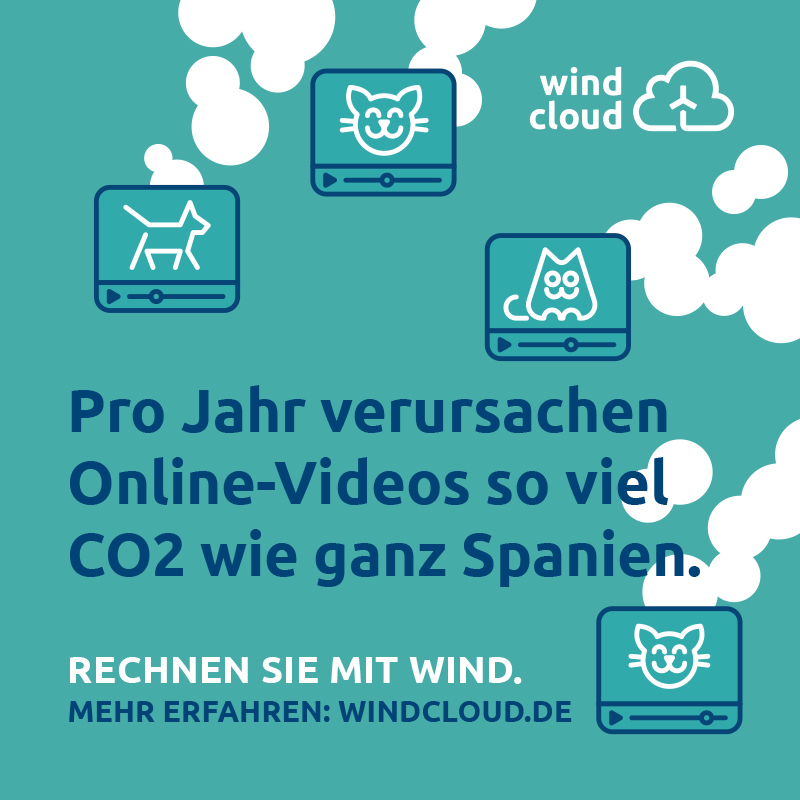 wind
cloud
Pro Jahr verursachen
Online-Videos so viel
CO2 wie ganz Spanien.
RECHNEN SIE MIT WIND.
MEHR ERFAHREN: WINDCLOUD.DE